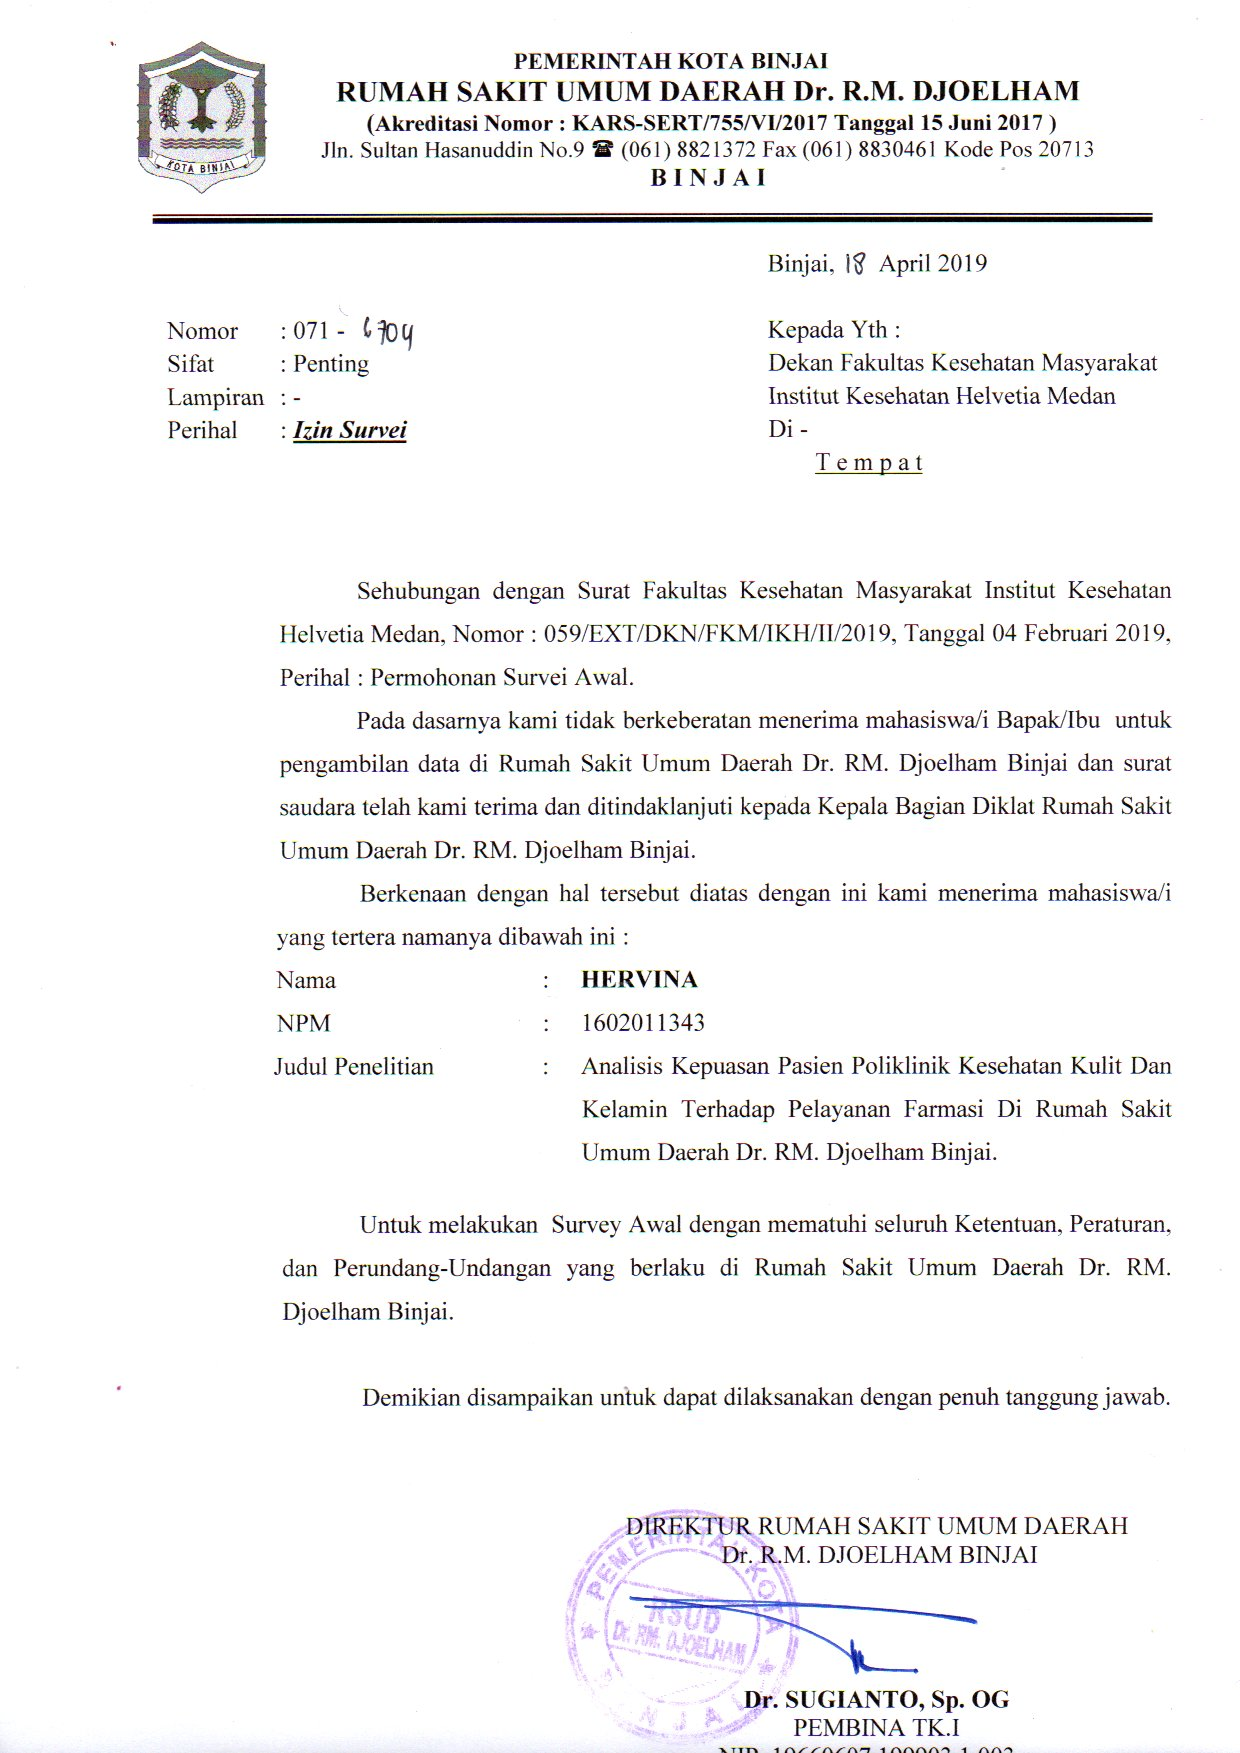 PEMERINTAH KOTA BINJAI
RUMAH SAKIT UMUM DAERAH Dr. R.M. DJOELHAM
(Akreditasi Nomor : KARS-SERT/755/VI/2017 Tanggal 15 Juni 2017 )
Jln. Sultan Hasanuddin No.9 ☎ (061) 8821372 Fax (061) 8830461 Kode Pos 20713
B I N J A I
KOTA BINJAI
Binjai, 18 April 2019
Nomor : 071 - 6704
Sifat : Penting
Lampiran : -
Perihal : Izin Survei
Kepada Yth :
Dekan Fakultas Kesehatan Masyarakat
Institut Kesehatan Helvetia Medan
Di -
T e m p a t
Sehubungan dengan Surat Fakultas Kesehatan Masyarakat Institut Kesehatan
Helvetia Medan, Nomor : 059/EXT/DKN/FKM/IKH/II/2019, Tanggal 04 Februari 2019,
Perihal : Permohonan Survei Awal.
Pada dasarnya kami tidak berkeberatan menerima mahasiswa/i Bapak/Ibu untuk
pengambilan data di Rumah Sakit Umum Daerah Dr. RM. Djoelham Binjai dan surat
saudara telah kami terima dan ditindaklanjuti kepada Kepala Bagian Diklat Rumah Sakit
Umum Daerah Dr. RM. Djoelham Binjai.
Berkenaan dengan hal tersebut diatas dengan ini kami menerima mahasiswa/i
yang tertera namanya dibawah ini :
Nama : HERVINA
NPM : 1602011343
Judul Penelitian : Analisis Kepuasan Pasien Poliklinik Kesehatan Kulit Dan
Kelamin Terhadap Pelayanan Farmasi Di Rumah Sakit
Umum Daerah Dr. RM. Djoelham Binjai.
Untuk melakukan Survey Awal dengan mematuhi seluruh Ketentuan, Peraturan,
dan Perundang-Undangan yang berlaku di Rumah Sakit Umum Daerah Dr. RM.
Djoelham Binjai.
Demikian disampaikan untuk dapat dilaksanakan dengan penuh tanggung jawab.
DIREKTUR RUMAH SAKIT UMUM DAERAH
Dr. R.M. DJOELHAM BINJAI
PEMERINTAH KOTA
RSUD
Dr. RM. DJOELHAM
BINJAI
Dr. SUGIANTO, Sp. OG
PEMBINA TK.I